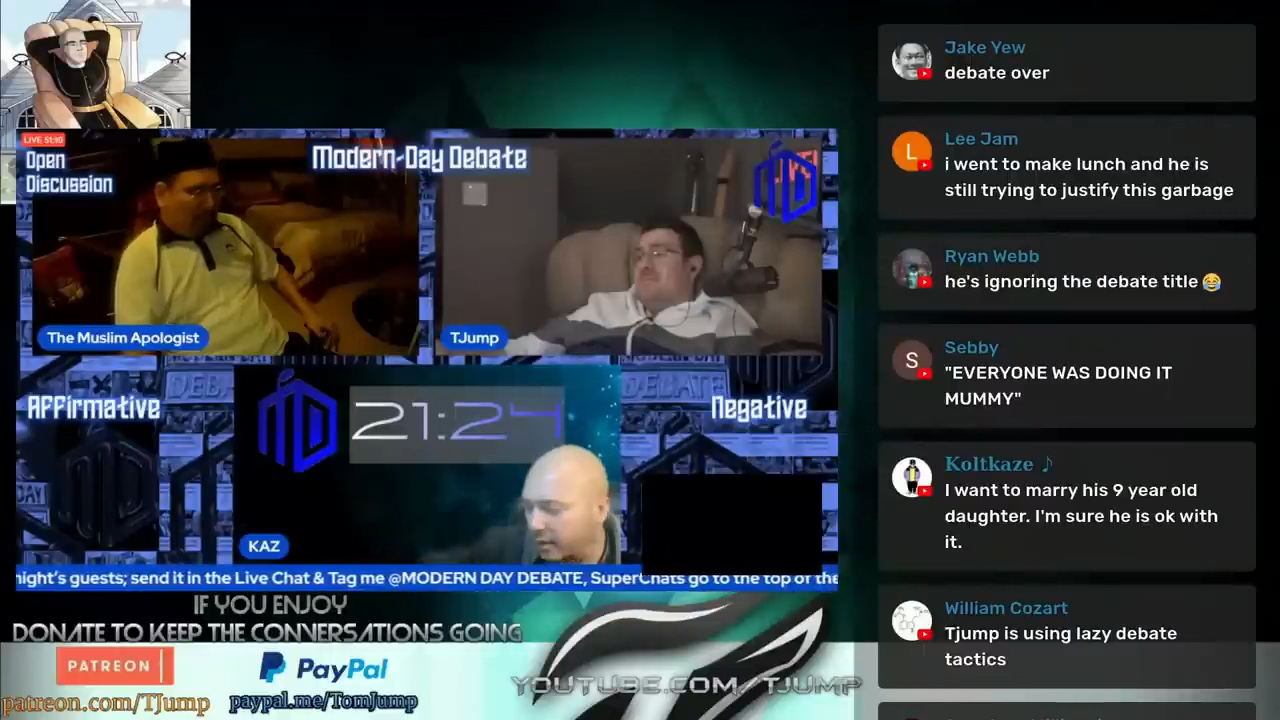 LIVE 51:10
Open
Discussion
Modern-Day Debate
The Muslim Apologist
TJump
Affirmative
Negative
21:24
KAZ
night's guests; send it in the Live Chat & Tag me @MODERN DAY DEBATE, SuperChats go to the top of the
IF YOU ENJOY
DONATE TO KEEP THE CONVERSATIONS GOING
PATREON
PayPal
patreon.com/TJump
paypal.me/TomJump
YOUTUBE.COM/TJUMP
Jake Yew
debate over
Lee Jam
i went to make lunch and he is
still trying to justify this garbage
Ryan Webb
he's ignoring the debate title 😂
S
Sebby
"EVERYONE WAS DOING IT
MUMMY"
Koltkaze ♪
I want to marry his 9 year old
daughter. I'm sure he is ok with
it.
William Cozart
Tjump is using lazy debate
tactics